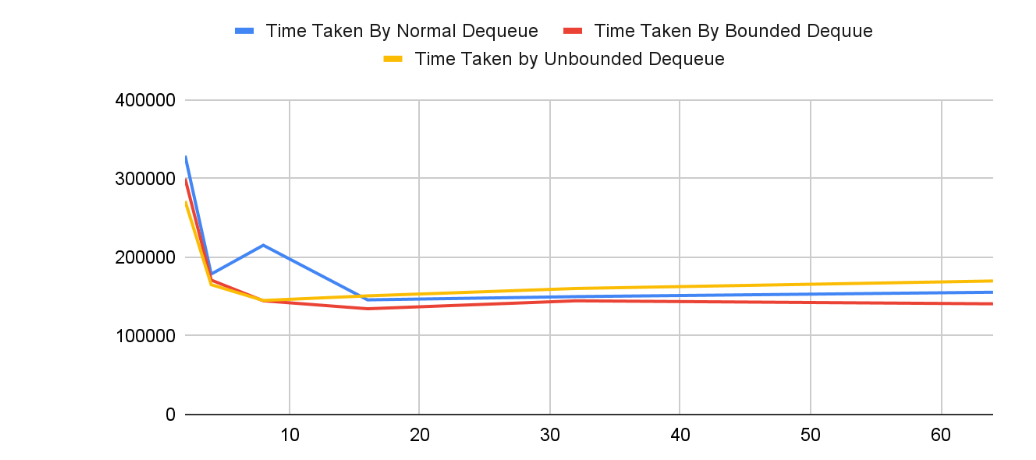 Time Taken By Normal Dequeue Time Taken By Bounded Dequue
Time Taken by Unbounded Dequeue
400000
300000
200000
100000
0
10 20 30 40 50 60